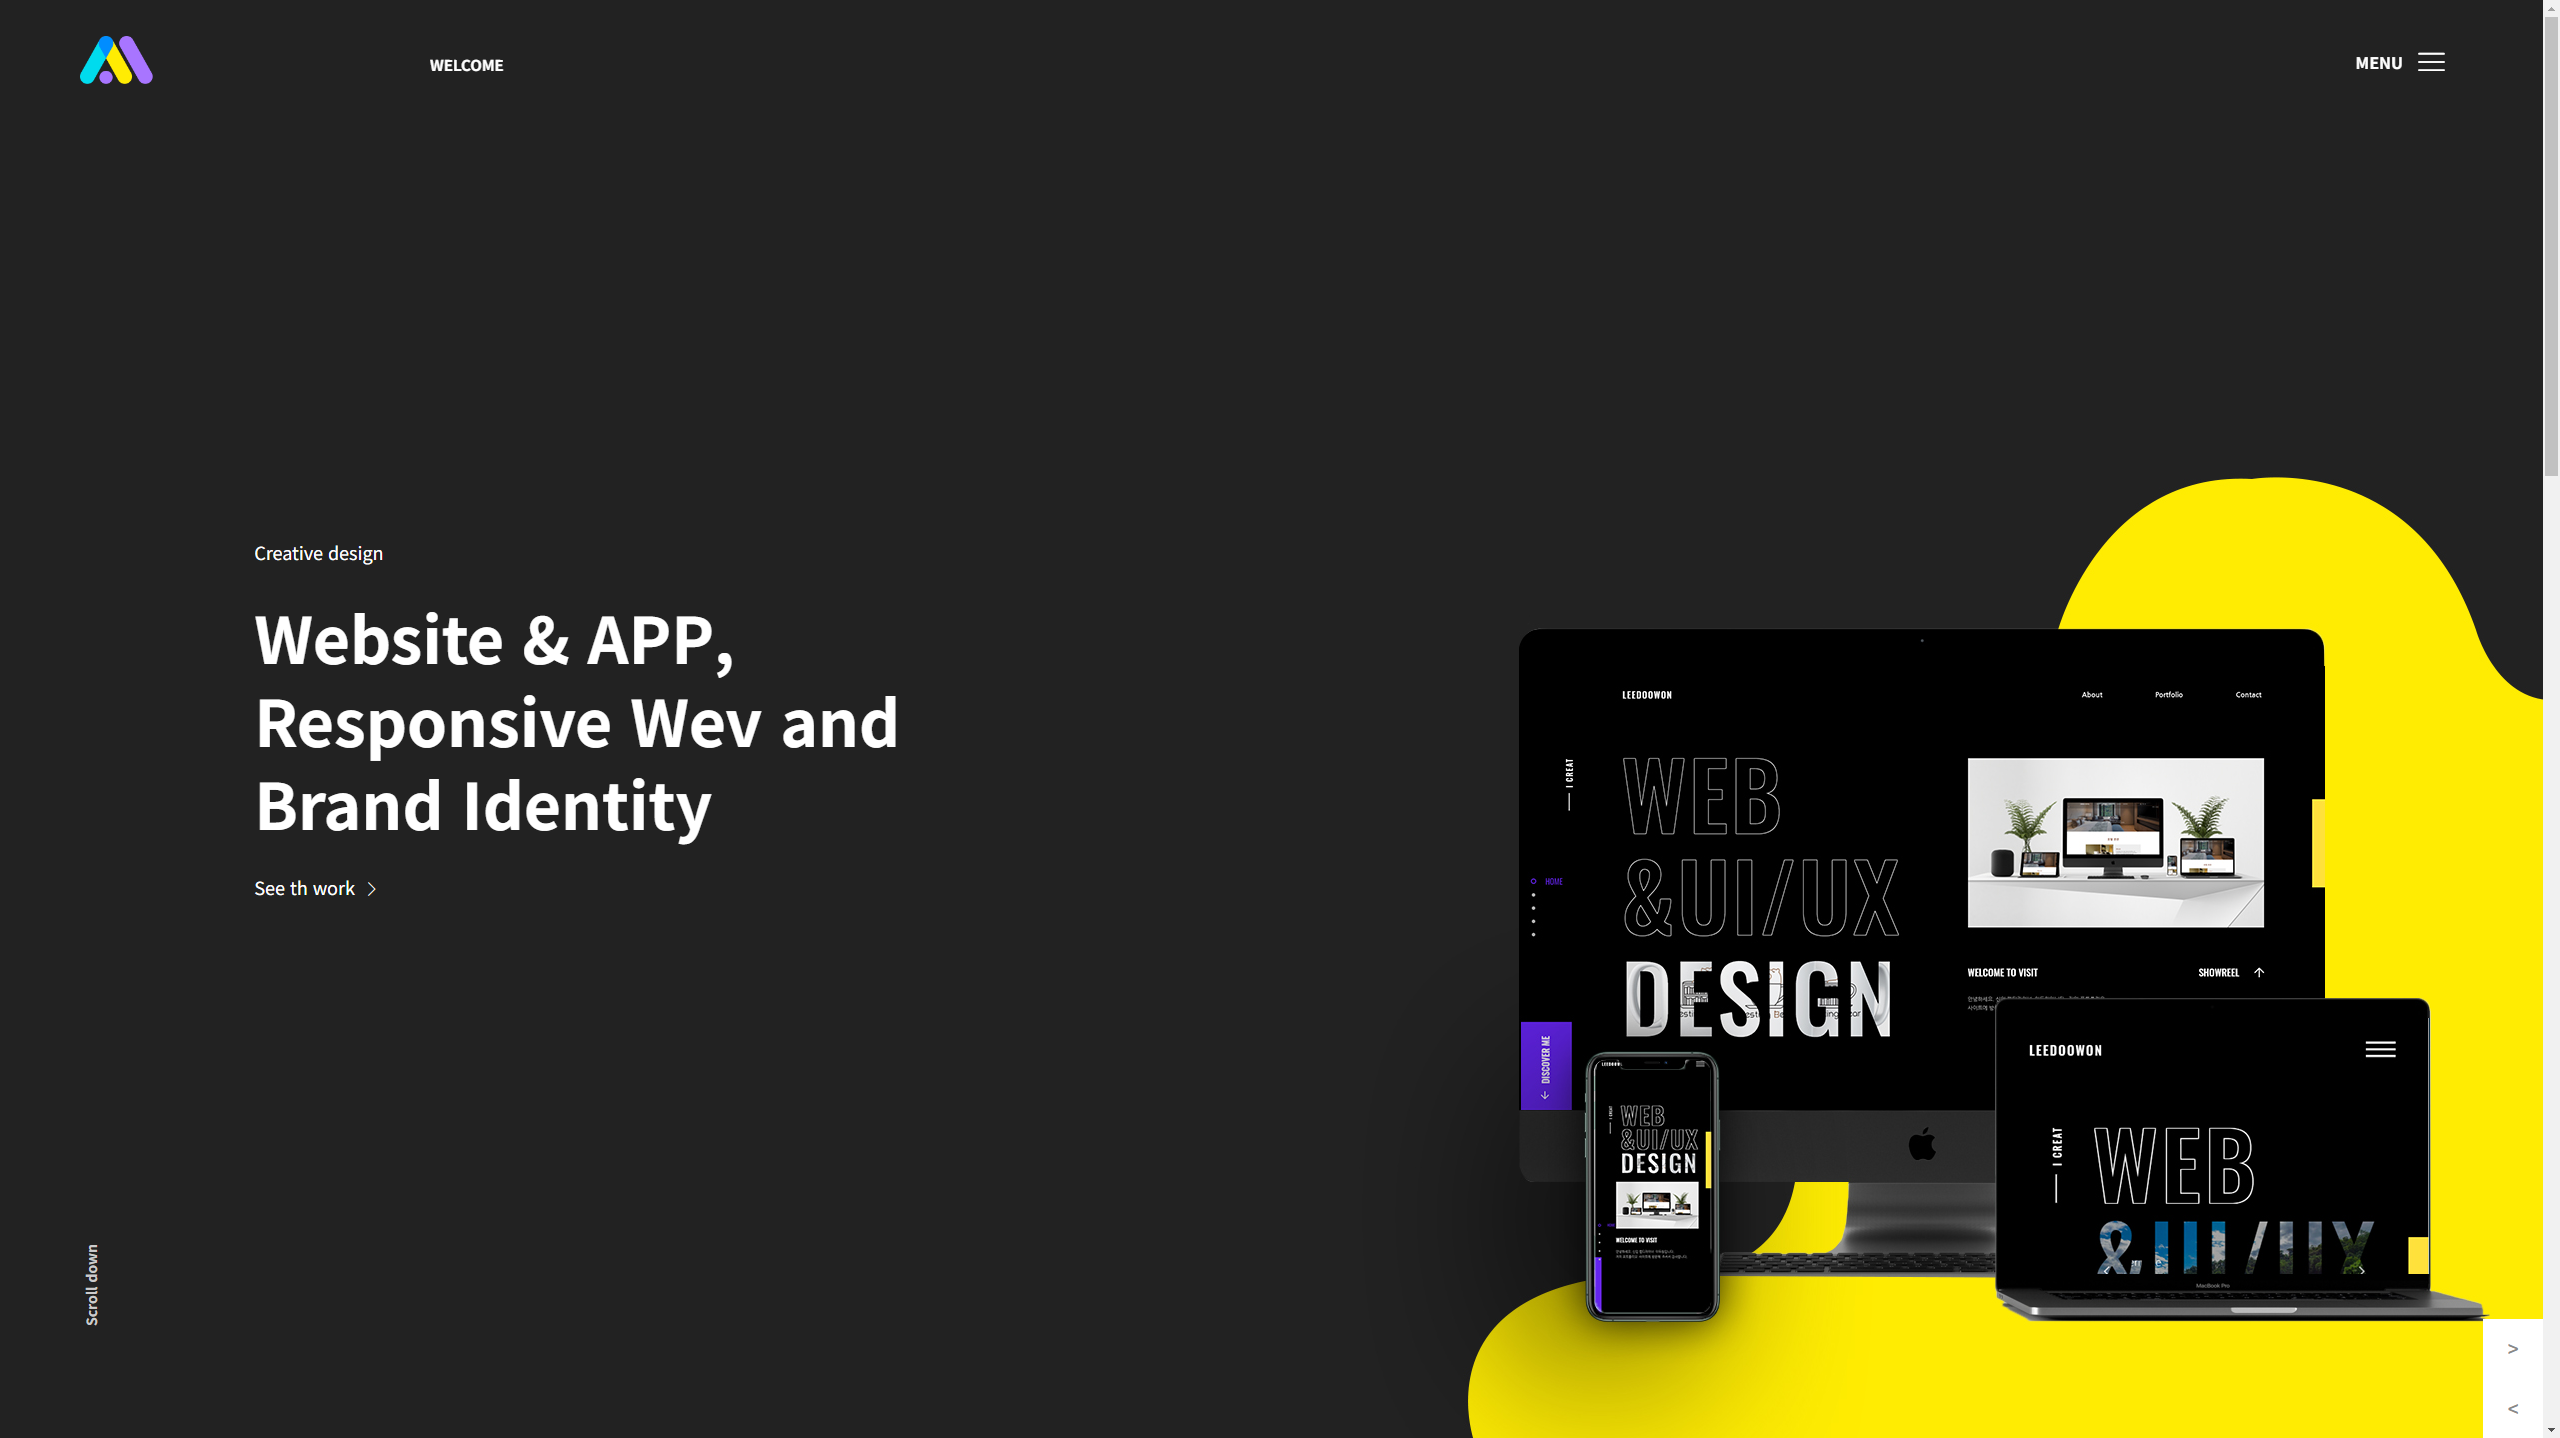 WELCOME
MENU
Creative design
Website & APP,
Responsive Wev and
Brand Identity
See th work
Scroll down
LEEDOOWON
About
Portfolio
Contact
I CREAT
WEB
&UI/UX
DESIGN
HOME
DISCOVER ME
WELCOME TO VISIT
SHOWREEL
WEB
&UI/UX
DESIGN
WELCOME TO VISIT
LEEDOOWON
I CREAT
WEB
&UI/UX
MacBook Pro
>
<